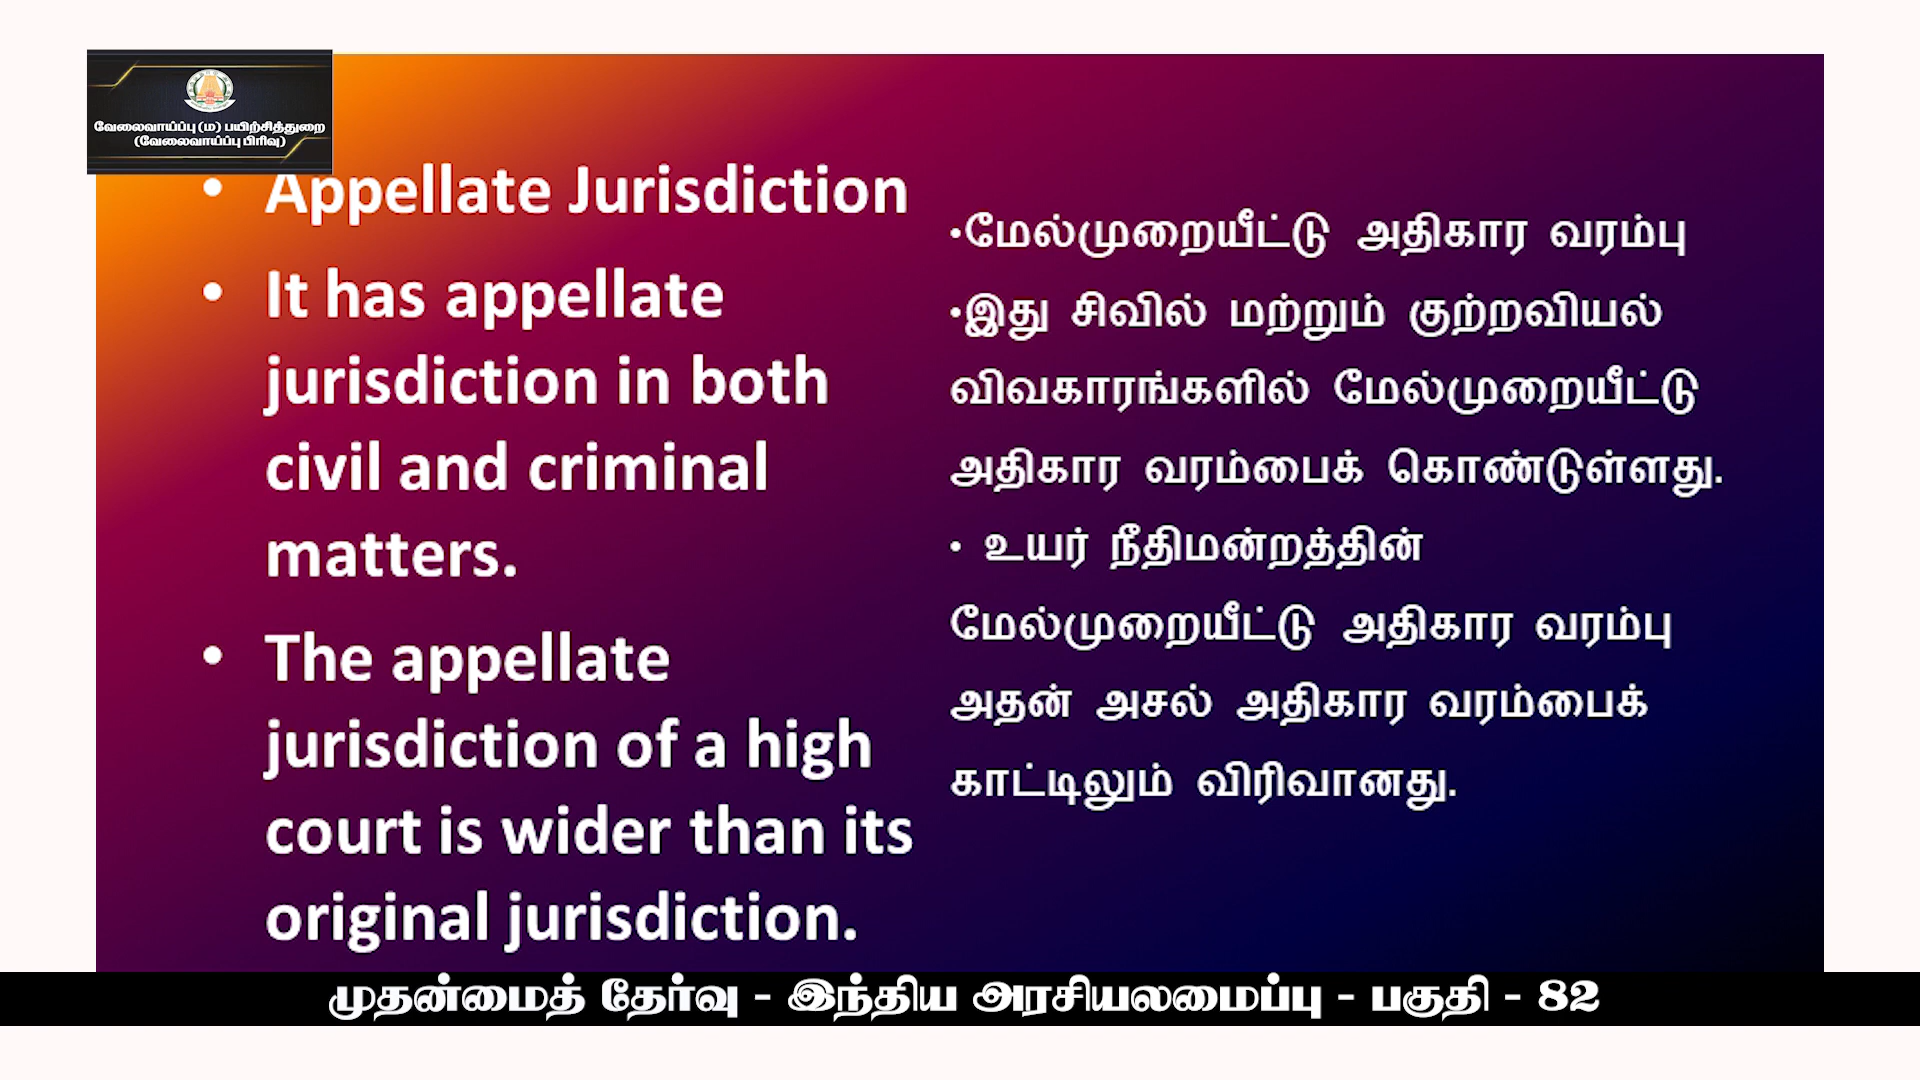 வேலைவாய்ப்பு (ம) பயிற்சித்துறை
(வேலைவாய்ப்பு பிரிவு)
• Appellate Jurisdiction
• It has appellate
jurisdiction in both
civil and criminal
matters.
• The appellate
jurisdiction of a high
court is wider than its
original jurisdiction.
•மேல்முறையீட்டு அதிகார வரம்பு
•இது சிவில் மற்றும் குற்றவியல்
விவகாரங்களில் மேல்முறையீட்டு
அதிகார வரம்பைக் கொண்டுள்ளது.
• உயர் நீதிமன்றத்தின்
மேல்முறையீட்டு அதிகார வரம்பு
அதன் அசல் அதிகார வரம்பைக்
காட்டிலும் விரிவானது.
முதன்மைத் தேர்வு - இந்திய அரசியலமைப்பு - பகுதி - 82